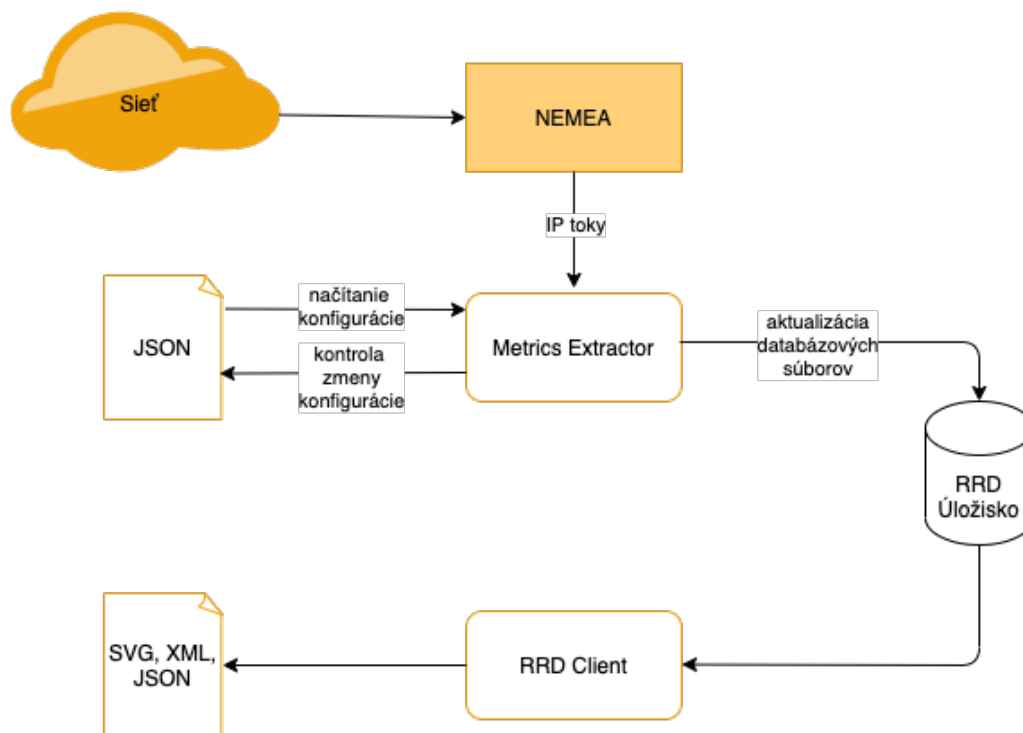 Sieť
NEMEA
IP toky
JSON
načítanie
konfigurácie
kontrola
zmeny
konfigurácie
Metrics Extractor
aktualizácia
databázových
súborov
RRD
Úložisko
SVG, XML,
JSON
RRD Client